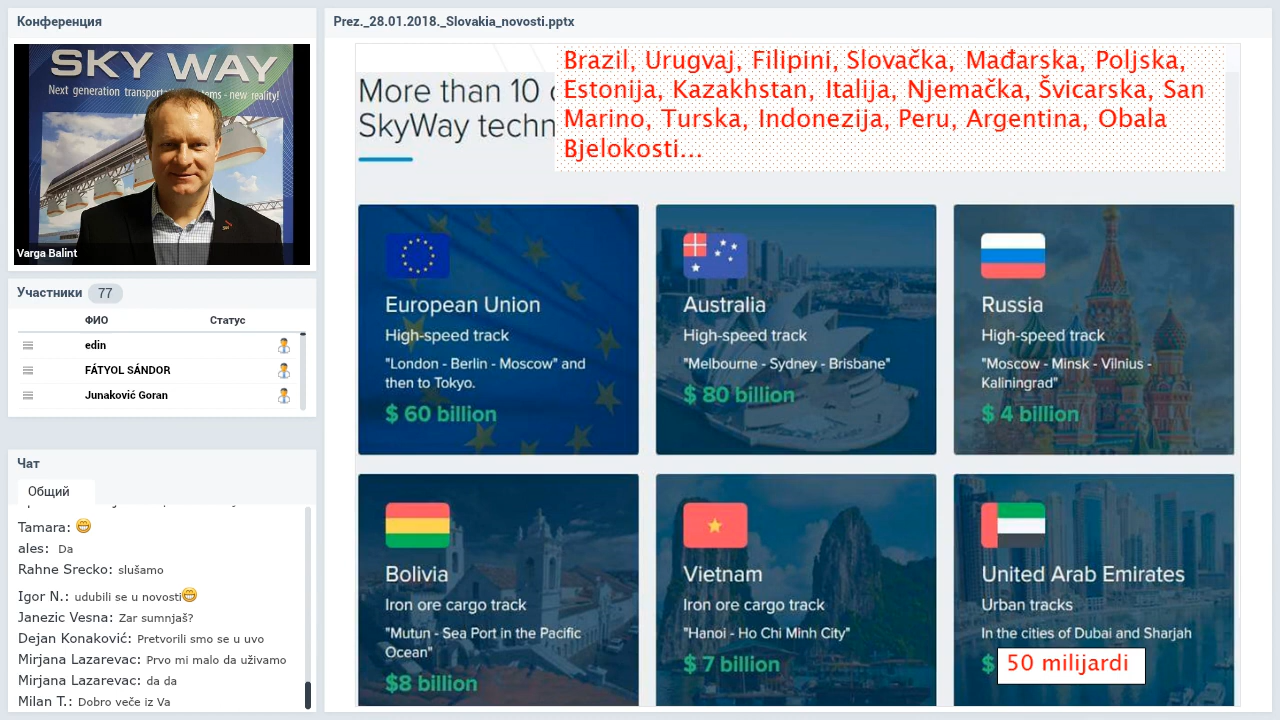 Конференция
SKY WAY
Next generation transportat
ems - new reality!
Varga Balint
Участники 77
ФИО Статус
edin
FÁTYOL SÁNDOR
Junaković Goran
Чат
Общий
Tamara:
ales: Da
Rahne Srecko: slušamo
Igor N.: udubili se u novosti
Janezic Vesna: Zar sumnjaš?
Dejan Konaković: Pretvorili smo se u uvo
Mirjana Lazarevac: Prvo mi malo da uživamo
Mirjana Lazarevac: da da
Milan T.: Dobro veče iz Va
Prez._28.01.2018._Slovakia_novosti.pptx
More than 10
SkyWay techn
Brazil, Urugvaj, Filipini, Slovačka, Mađarska, Poljska,
Estonija, Kazakhstan, Italija, Njemačka, Švicarska, San
Marino, Turska, Indonezija, Peru, Argentina, Obala
Bjelokosti...
European Union
High-speed track
"London - Berlin - Moscow" and
then to Tokyo.
$ 60 billion
Australia
High-speed track
"Melbourne - Sydney - Brisbane"
$ 80 billion
Russia
High-speed track
"Moscow - Minsk - Vilnius -
Kaliningrad"
$ 4 billion
Bolivia
Iron ore cargo track
"Mutun - Sea Port in the Pacific
Ocean"
$8 billion
Vietnam
Iron ore cargo track
"Hanoi - Ho Chi Minh City"
$ 7 billion
United Arab Emirates
Urban tracks
In the cities of Dubai and Sharjah
$ 50 milijardi